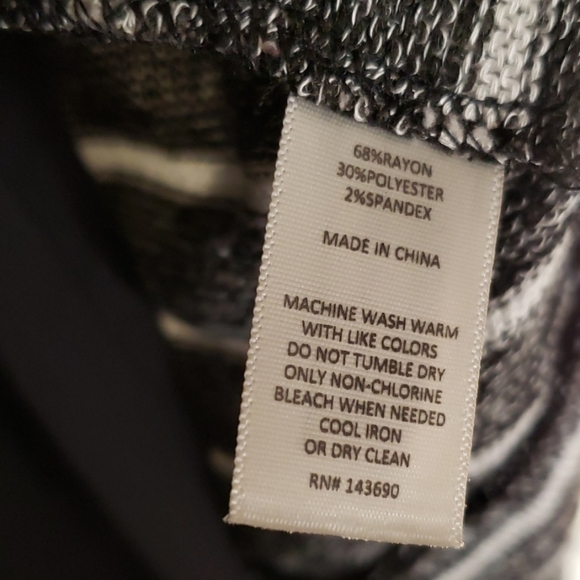 68%RAYON
30%POLYESTER
2%SPANDEX
MADE IN CHINA
MACHINE WASH WARM
WITH LIKE COLORS
DO NOT TUMBLE DRY
ONLY NON-CHLORINE
BLEACH WHEN NEEDED
COOL IRON
OR DRY CLEAN
RN# 143690